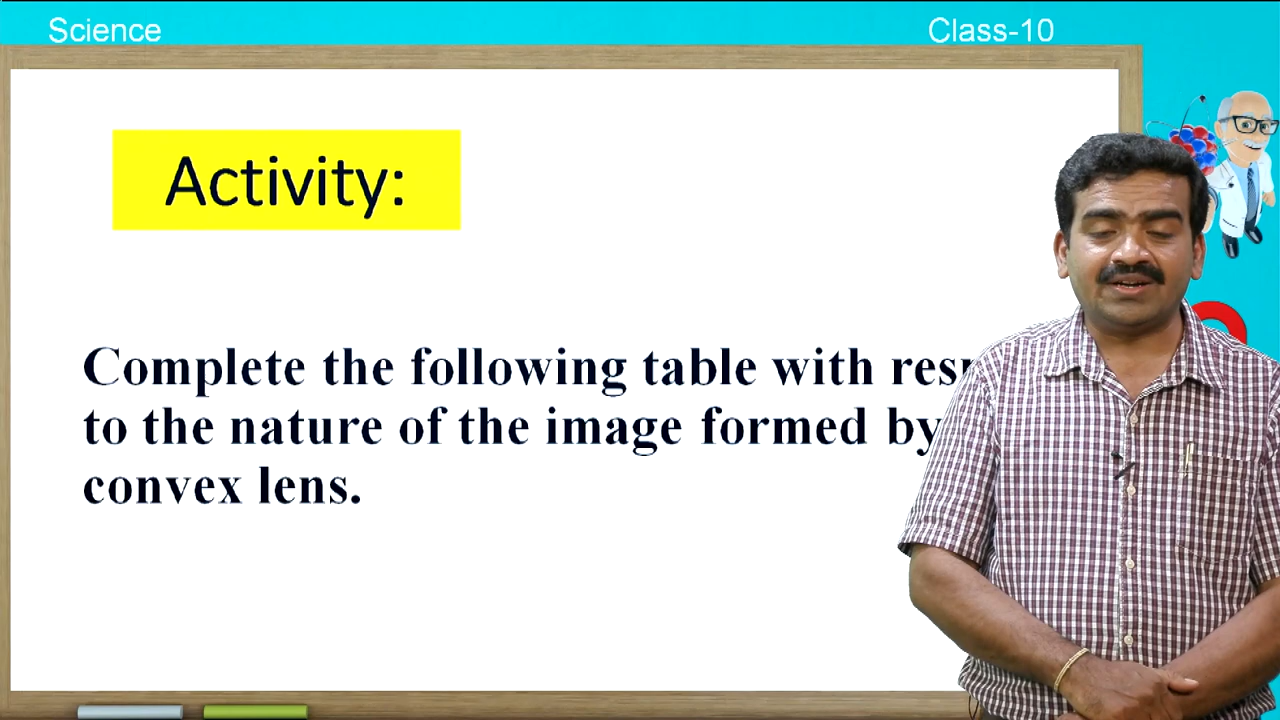 Science
Class-10
Activity:
Complete the following table with
to the nature of the image formed by
convex lens.